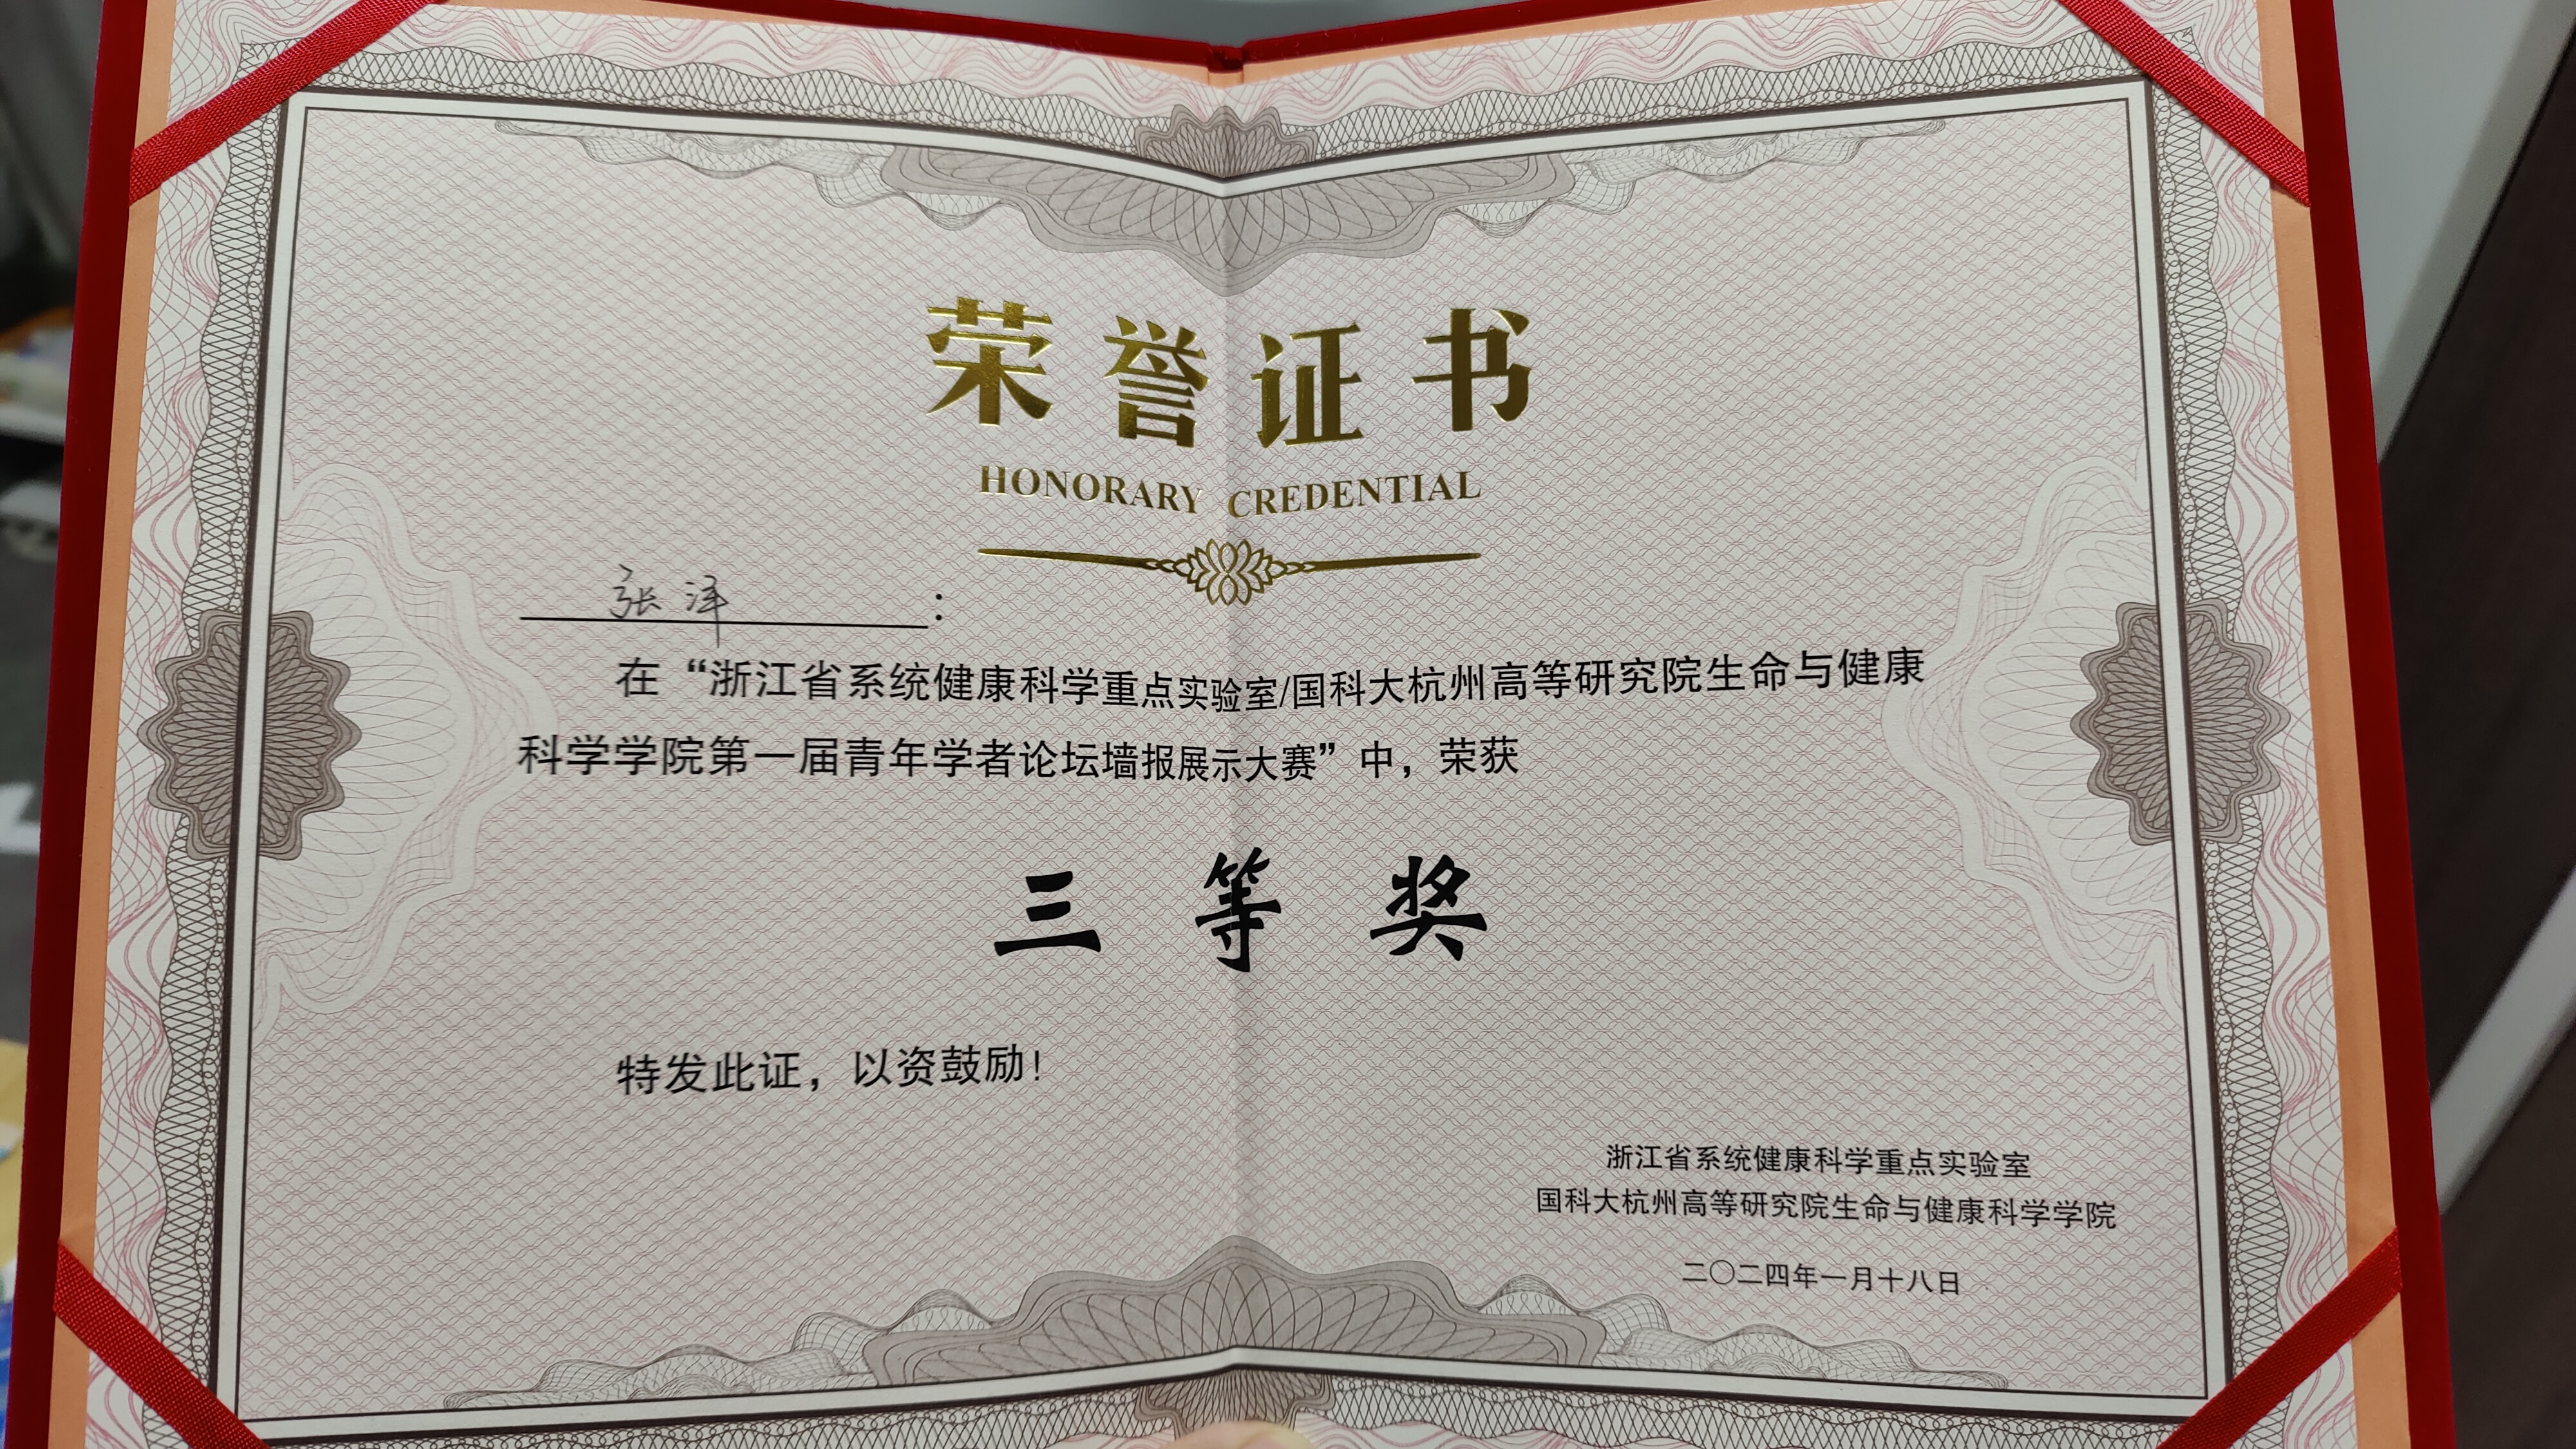 荣誉证书
HONORARY CREDENTIAL
张泽：
在“浙江省系统健康科学重点实验室/国科大杭州高等研究院生命与健康
科学学院第一届青年学者论坛墙报展示大赛”中，荣获
三等奖
特发此证，以资鼓励！
浙江省系统健康科学重点实验室
国科大杭州高等研究院生命与健康科学学院
二〇二四年一月十八日